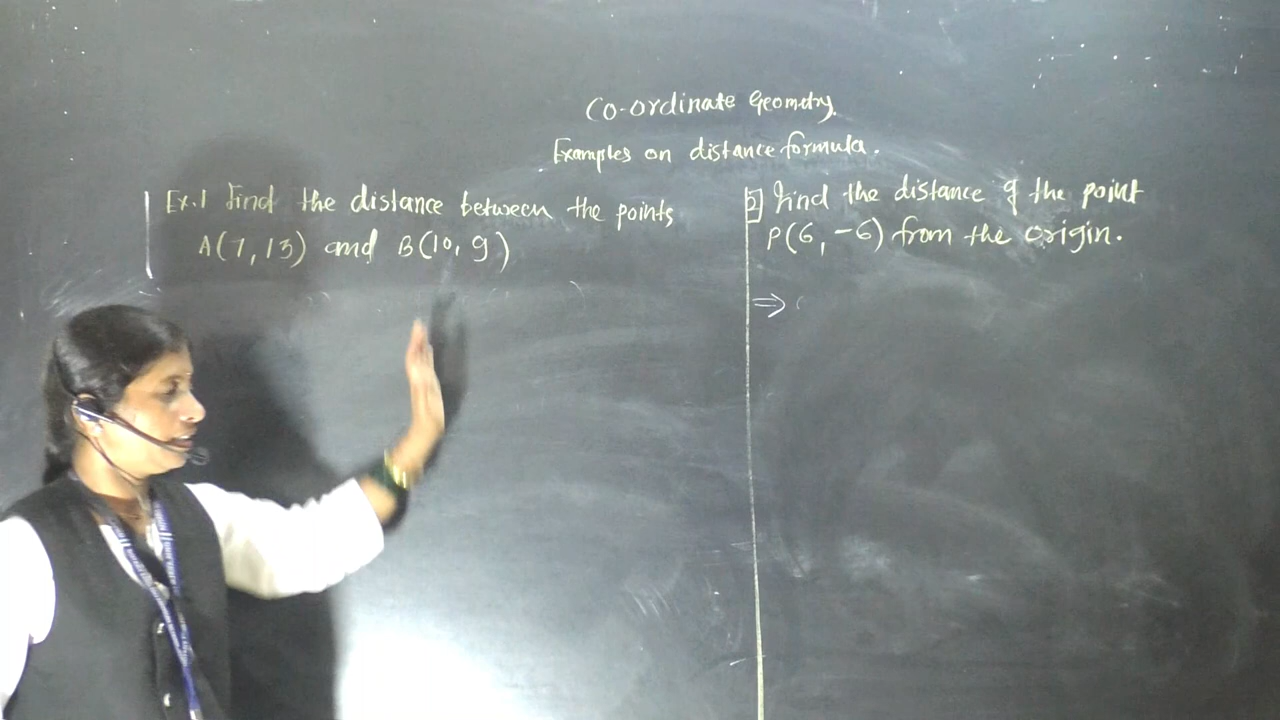 Co-ordinate Geometry.
Examples on distance formula.
Ex.1 Find the distance between the points
A(7, 13) and B(10, 9)
2] Find the distance of the point
P(6, -6) from the origin.
⇒ (